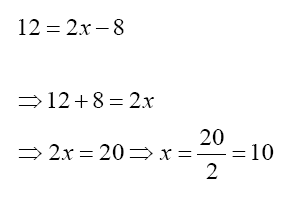 12 = 2x − 8
⇒ 12 + 8 = 2x
⇒ 2x = 20 ⇒ x = 20/2 = 10